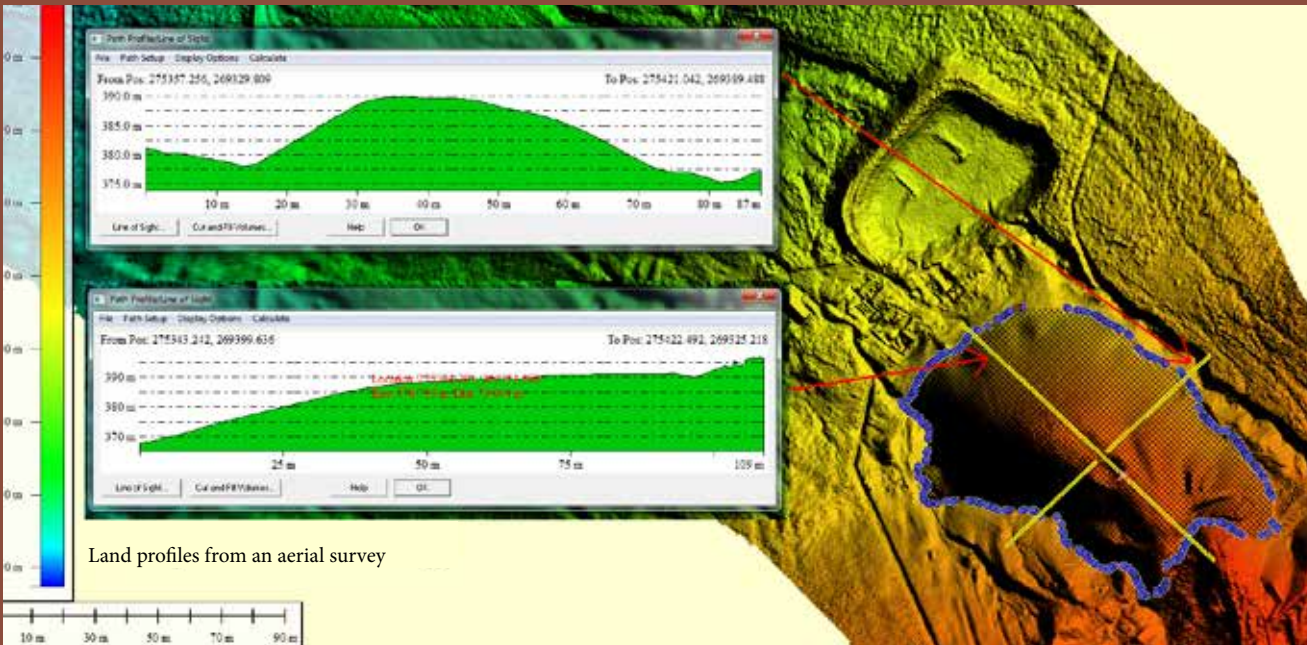 Path Profile/Line of Sight
File Path Setup Display Options Calculate
From Pos: 275357.256, 269329.809 To Pos: 275421.042, 269389.488
390.0 m
385.0 m
380.0 m
375.0 m
10 m 20 m 30 m 40 m 50 m 60 m 70 m 80 m 87 m
Line of Sight... Cut and Fill Volumes... Help OK
Path Profile/Line of Sight
File Path Setup Display Options Calculate
From Pos: 275343.242, 269399.636 To Pos: 275422.492, 269325.218
390 m
380 m
370 m
25 m 50 m 75 m 109 m
Line of Sight... Cut and Fill Volumes... Help OK
Land profiles from an aerial survey
10 m 30 m 50 m 70 m 90 m